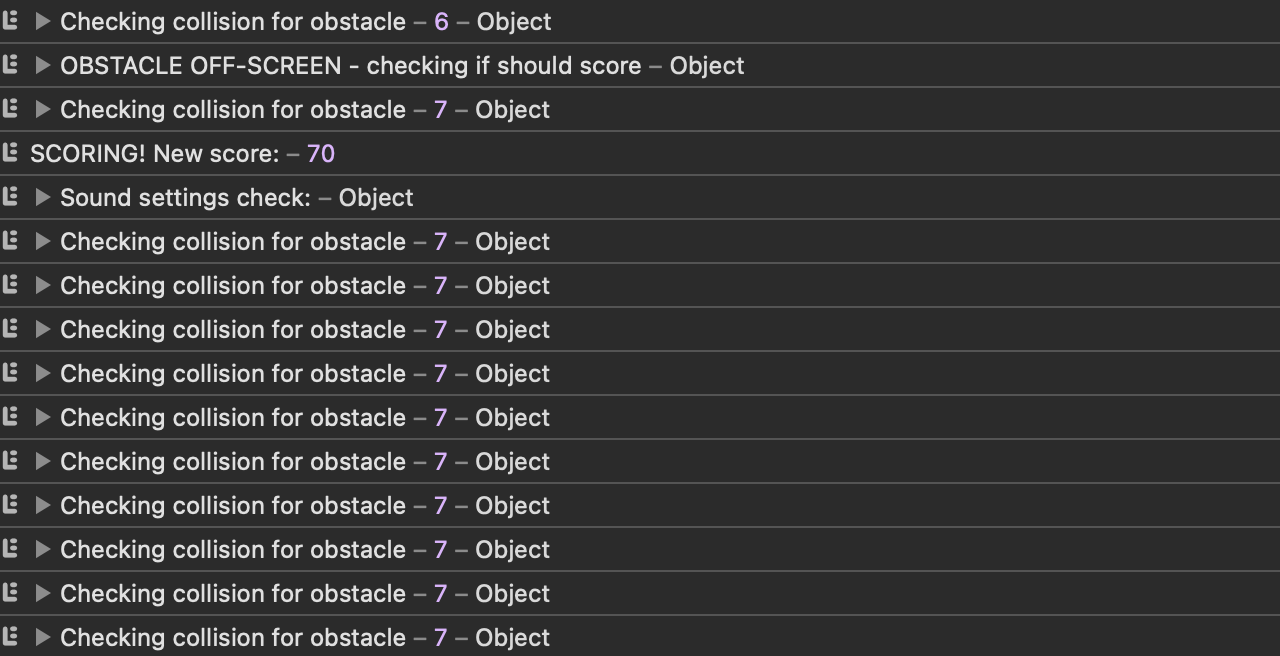 Checking collision for obstacle – 6 – Object
OBSTACLE OFF-SCREEN - checking if should score – Object
Checking collision for obstacle – 7 – Object
SCORING! New score: – 70
Sound settings check: – Object
Checking collision for obstacle – 7 – Object
Checking collision for obstacle – 7 – Object
Checking collision for obstacle – 7 – Object
Checking collision for obstacle – 7 – Object
Checking collision for obstacle – 7 – Object
Checking collision for obstacle – 7 – Object
Checking collision for obstacle – 7 – Object
Checking collision for obstacle – 7 – Object
Checking collision for obstacle – 7 – Object
Checking collision for obstacle – 7 – Object